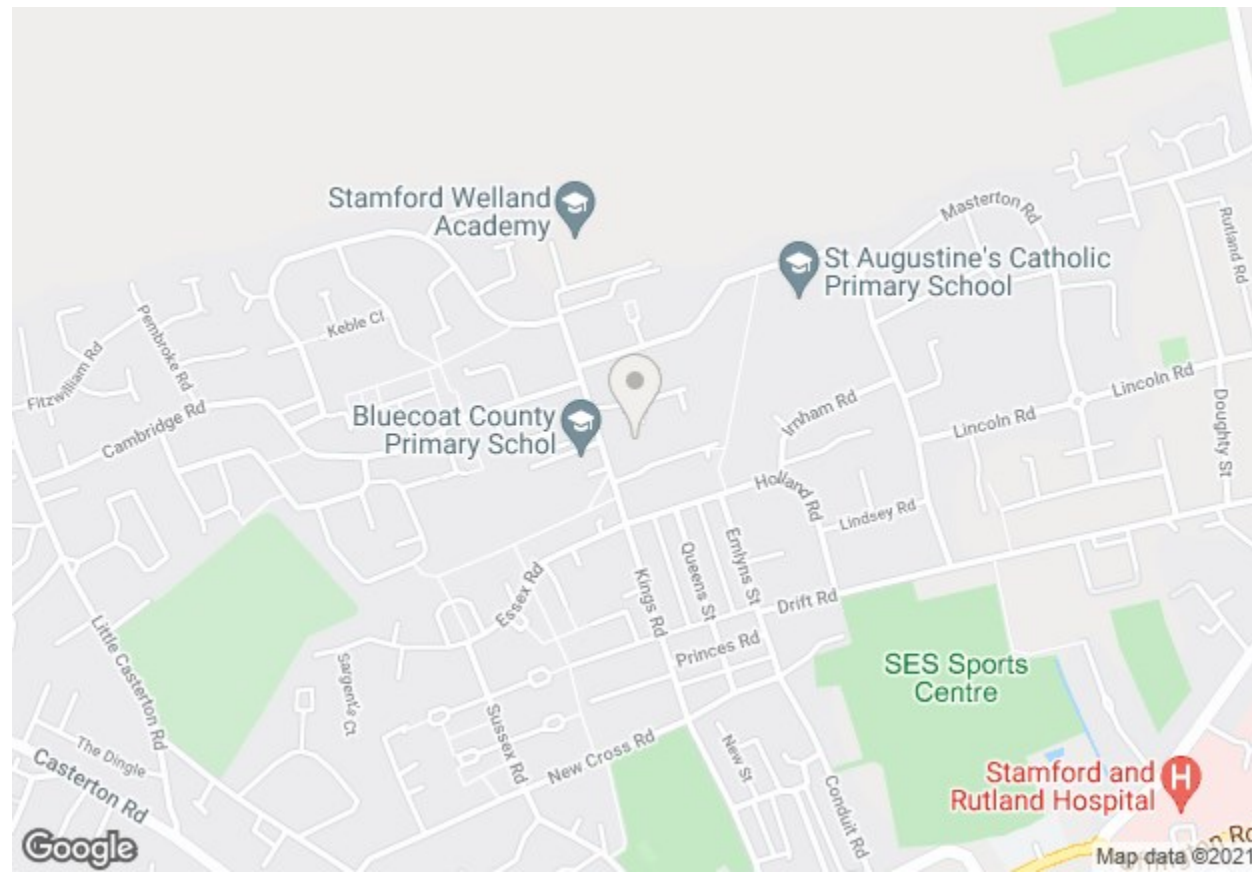 Stamford Welland
Academy
Masterton Rd
Rutland Rd
St Augustine's Catholic
Primary School
Keble Cl
Pembroke Rd
Fitzwilliam Rd
Lincoln Rd
Cambridge Rd
Bluecoat County
Primary Schol
Irnham Rd
Lincoln Rd
Doughty St
Holland Rd
Lindsey Rd
Essex Rd
Kings Rd
Queens St
Emlyns St
Drift Rd
Little Casterton Rd
Princes Rd
SES Sports
Centre
Sargent's Ct
Sussex Rd
The Dingle
Casterton Rd
New Cross Rd
New St
Conduit Rd
Stamford and
Rutland Hospital
Google
Map data ©2021